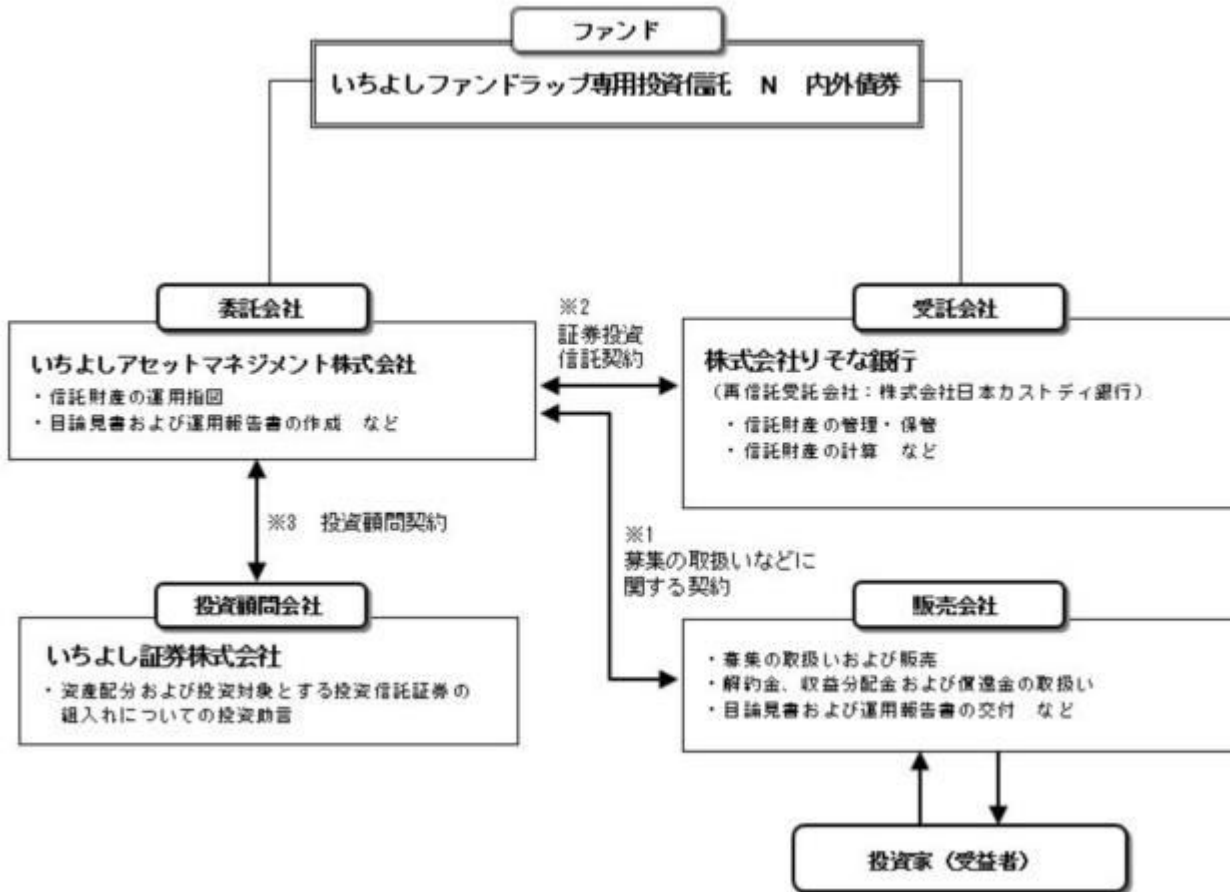 ファンド
いちよしファンドラップ専用投資信託　N　内外債券
委託会社
いちよしアセットマネジメント株式会社
・信託財産の運用指図
・目論見書および運用報告書の作成　など
※2
証券投資
信託契約
受託会社
株式会社りそな銀行
（再信託受託会社：株式会社日本カストディ銀行）
・信託財産の管理・保管
・信託財産の計算　など
※3　投資顧問契約
※1
募集の取扱いなどに
関する契約
投資顧問会社
いちよし証券株式会社
・資産配分および投資対象とする投資信託証券の
組入れについての投資助言
販売会社
・募集の取扱いおよび販売
・解約金、収益分配金および償還金の取扱い
・目論見書および運用報告書の交付　など
投資家（受益者）